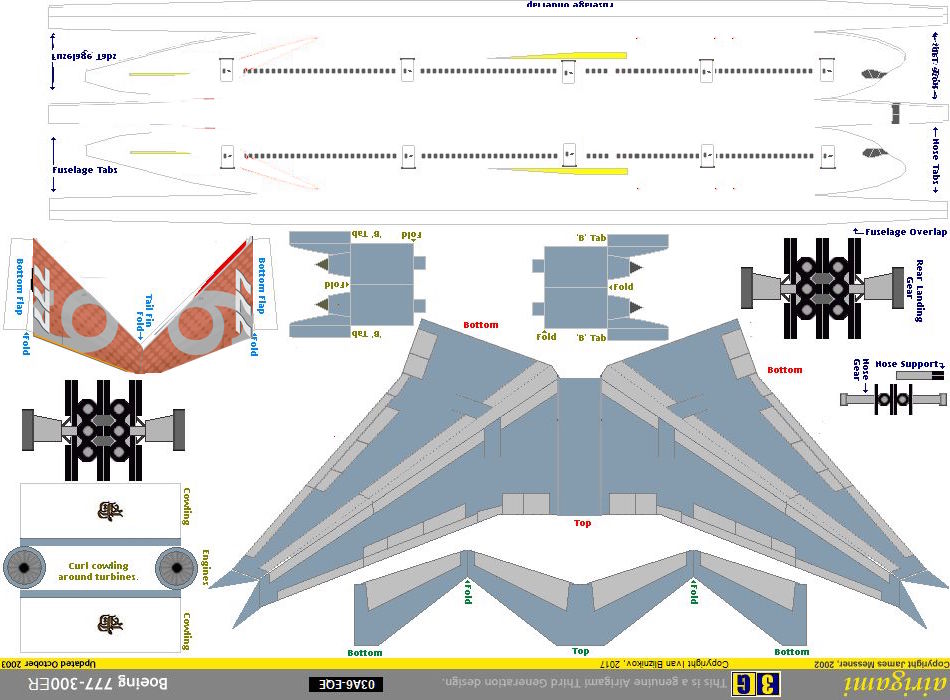 Fuselage Underlap
Fuselage Tabs
Nose Tabs
Fuselage Tabs
Nose Tabs
Fuselage Overlap
Bottom Flap
Fold
Tail Fin
Fold
777
777
Bottom Flap
Fold
'B' Tab
Fold
Fold
'B' Tab
'B' Tab
Fold
Fold
'B' Tab
Rear Landing
Gear
Bottom
Bottom
Nose Support
Nose
Gear
Top
Cowling
Curl cowling
around turbines.
Engines
Cowling
Fold
Fold
Bottom
Top
Bottom
Copyright James Messner, 2002
Copyright Ivan Bliznikov, 2017
Updated October 2003
airigami
3G
This is a genuine Airigami Third Generation design.
03A6-EQE
Boeing 777-300ER